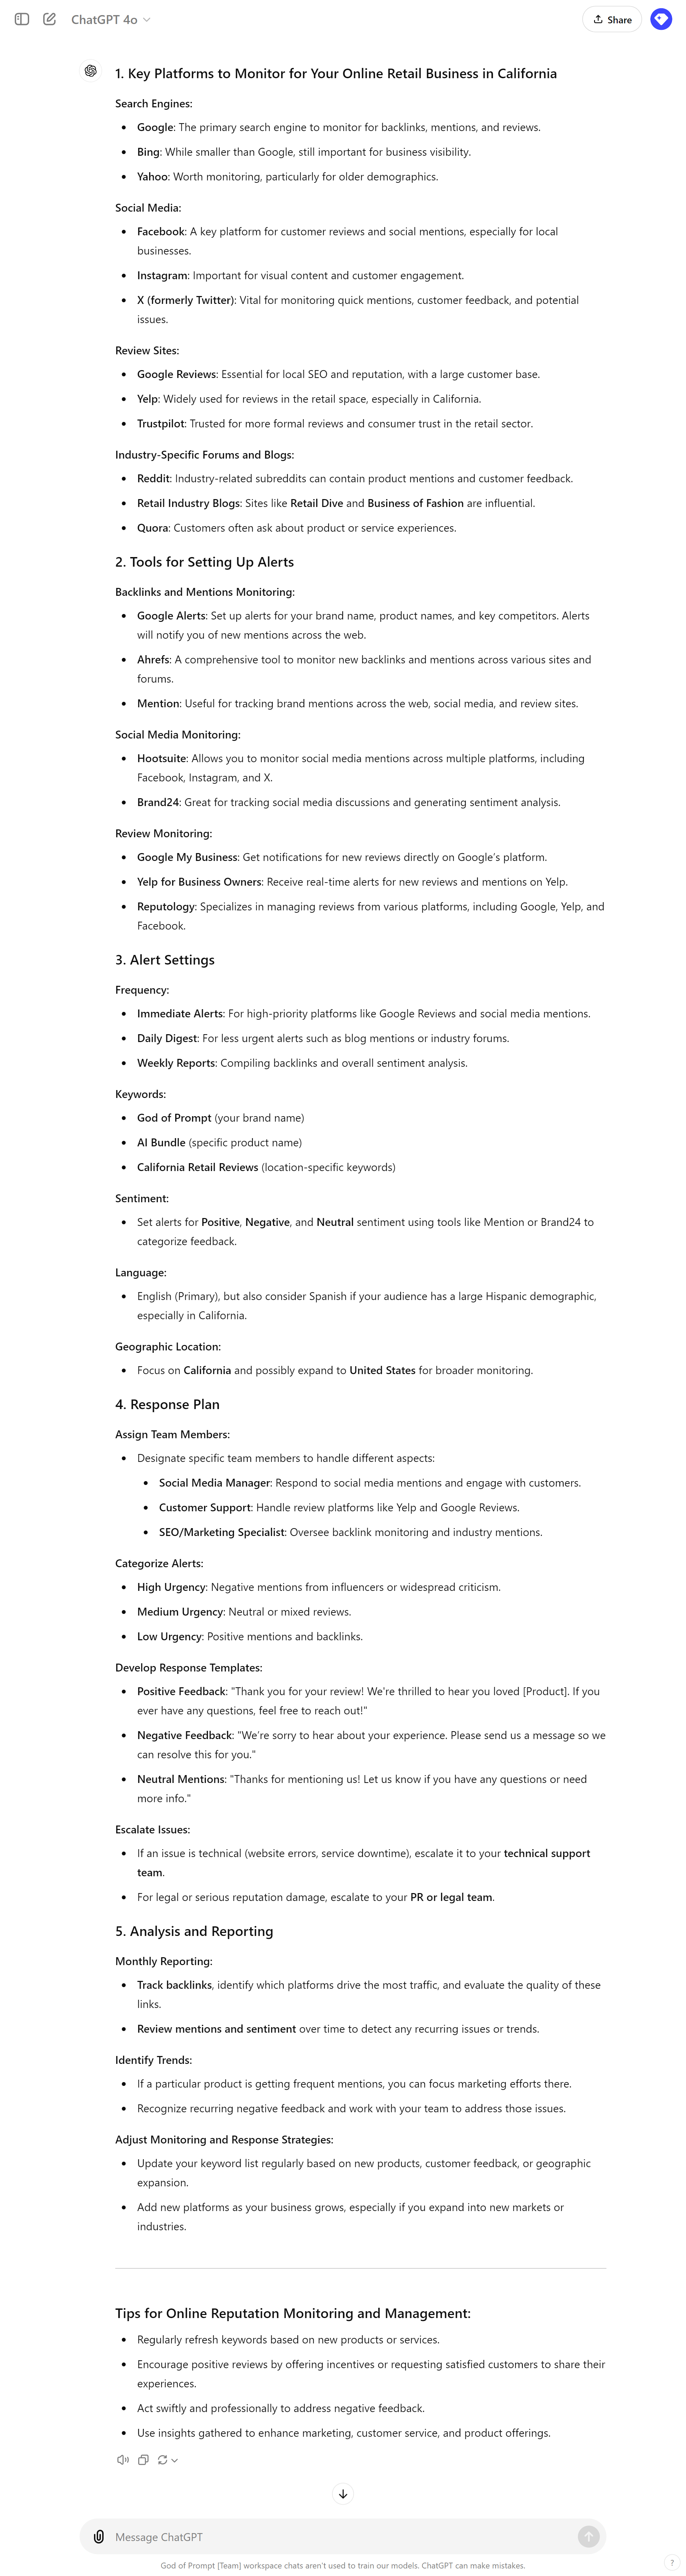 ChatGPT 4o
Share
1. Key Platforms to Monitor for Your Online Retail Business in California
Search Engines:
• Google: The primary search engine to monitor for backlinks, mentions, and reviews.
• Bing: While smaller than Google, still important for business visibility.
• Yahoo: Worth monitoring, particularly for older demographics.
Social Media:
• Facebook: A key platform for customer reviews and social mentions, especially for local
businesses.
• Instagram: Important for visual content and customer engagement.
• X (formerly Twitter): Vital for monitoring quick mentions, customer feedback, and potential
issues.
Review Sites:
• Google Reviews: Essential for local SEO and reputation, with a large customer base.
• Yelp: Widely used for reviews in the retail space, especially in California.
• Trustpilot: Trusted for more formal reviews and consumer trust in the retail sector.
Industry-Specific Forums and Blogs:
• Reddit: Industry-related subreddits can contain product mentions and customer feedback.
• Retail Industry Blogs: Sites like Retail Dive and Business of Fashion are influential.
• Quora: Customers often ask about product or service experiences.
2. Tools for Setting Up Alerts
Backlinks and Mentions Monitoring:
• Google Alerts: Set up alerts for your brand name, product names, and key competitors. Alerts
will notify you of new mentions across the web.
• Ahrefs: A comprehensive tool to monitor new backlinks and mentions across various sites and
forums.
• Mention: Useful for tracking brand mentions across the web, social media, and review sites.
Social Media Monitoring:
• Hootsuite: Allows you to monitor social media mentions across multiple platforms, including
Facebook, Instagram, and X.
• Brand24: Great for tracking social media discussions and generating sentiment analysis.
Review Monitoring:
• Google My Business: Get notifications for new reviews directly on Google's platform.
• Yelp for Business Owners: Receive real-time alerts for new reviews and mentions on Yelp.
• Reputology: Specializes in managing reviews from various platforms, including Google, Yelp, and
Facebook.
3. Alert Settings
Frequency:
• Immediate Alerts: For high-priority platforms like Google Reviews and social media mentions.
• Daily Digest: For less urgent alerts such as blog mentions or industry forums.
• Weekly Reports: Compiling backlinks and overall sentiment analysis.
Keywords:
• God of Prompt (your brand name)
• AI Bundle (specific product name)
• California Retail Reviews (location-specific keywords)
Sentiment:
• Set alerts for Positive, Negative, and Neutral sentiment using tools like Mention or Brand24 to
categorize feedback.
Language:
• English (Primary), but also consider Spanish if your audience has a large Hispanic demographic,
especially in California.
Geographic Location:
• Focus on California and possibly expand to United States for broader monitoring.
4. Response Plan
Assign Team Members:
• Designate specific team members to handle different aspects:
• Social Media Manager: Respond to social media mentions and engage with customers.
• Customer Support: Handle review platforms like Yelp and Google Reviews.
• SEO/Marketing Specialist: Oversee backlink monitoring and industry mentions.
Categorize Alerts:
• High Urgency: Negative mentions from influencers or widespread criticism.
• Medium Urgency: Neutral or mixed reviews.
• Low Urgency: Positive mentions and backlinks.
Develop Response Templates:
• Positive Feedback: "Thank you for your review! We're thrilled to hear you loved [Product]. If you
ever have any questions, feel free to reach out!"
• Negative Feedback: "We're sorry to hear about your experience. Please send us a message so we
can resolve this for you."
• Neutral Mentions: "Thanks for mentioning us! Let us know if you have any questions or need
more info."
Escalate Issues:
• If an issue is technical (website errors, service downtime), escalate it to your technical support
team.
• For legal or serious reputation damage, escalate to your PR or legal team.
5. Analysis and Reporting
Monthly Reporting:
• Track backlinks, identify which platforms drive the most traffic, and evaluate the quality of these
links.
• Review mentions and sentiment over time to detect any recurring issues or trends.
Identify Trends:
• If a particular product is getting frequent mentions, you can focus marketing efforts there.
• Recognize recurring negative feedback and work with your team to address those issues.
Adjust Monitoring and Response Strategies:
• Update your keyword list regularly based on new products, customer feedback, or geographic
expansion.
• Add new platforms as your business grows, especially if you expand into new markets or
industries.
Tips for Online Reputation Monitoring and Management:
• Regularly refresh keywords based on new products or services.
• Encourage positive reviews by offering incentives or requesting satisfied customers to share their
experiences.
• Act swiftly and professionally to address negative feedback.
• Use insights gathered to enhance marketing, customer service, and product offerings.
Message ChatGPT
God of Prompt [Team] workspace chats aren't used to train our models. ChatGPT can make mistakes.
?